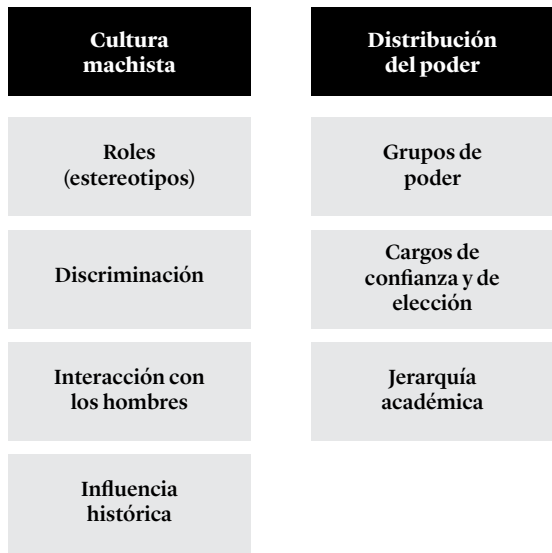 Cultura
machista
Roles
(estereotipos)
Discriminación
Interacción con
los hombres
Influencia
histórica
Distribución
del poder
Grupos de
poder
Cargos de
confianza y de
elección
Jerarquía
académica